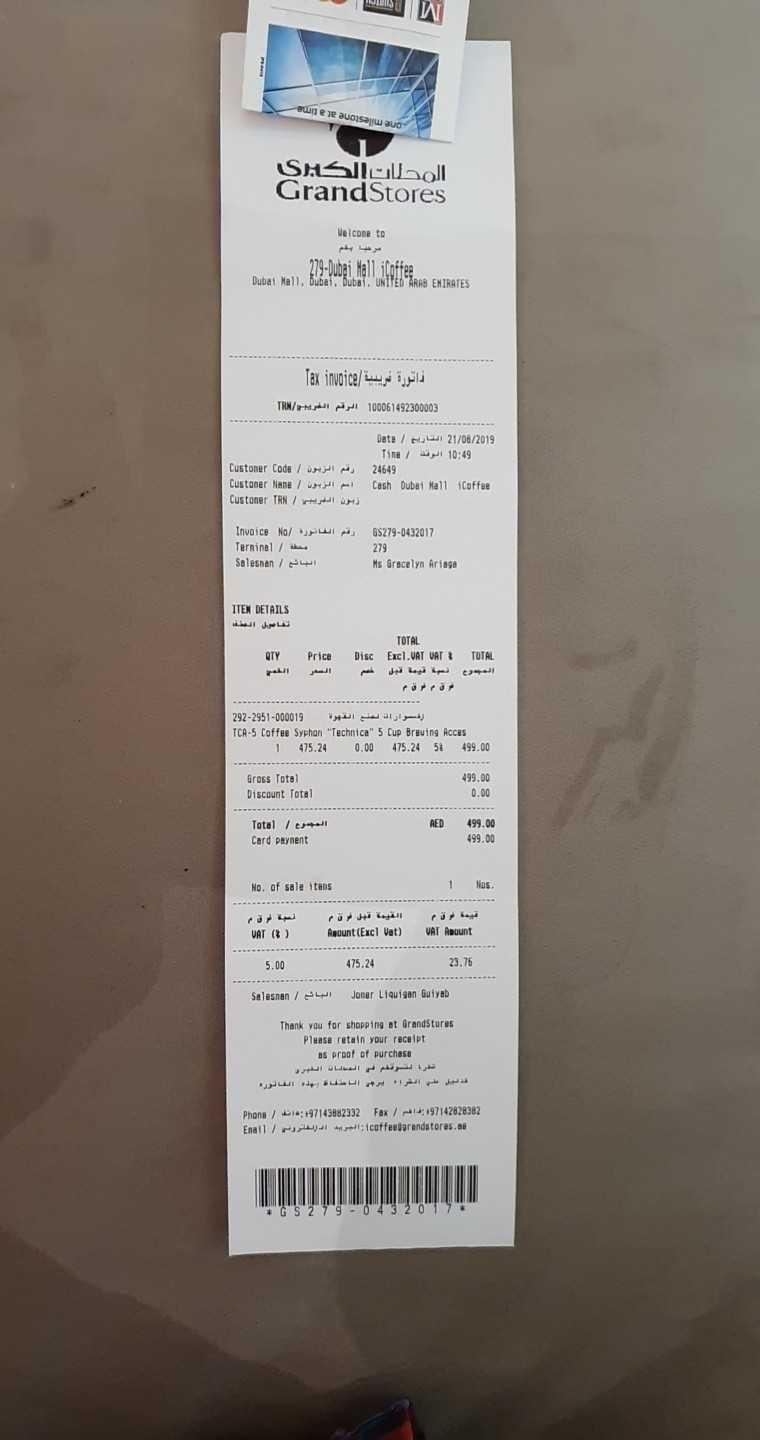 one milestone at a time
المحلات الكبرى
GrandStores
Welcome to
مرحبا بكم
279-Dubai Mall iCoffee
Dubai Mall, Dubai, Dubai, UNITED ARAB EMIRATES
Tax invoice/فاتورة ضريبية
TRN/الرقم الضريبي 100061492300003
Date / التاريخ 21/08/2019
Time / الوقت 10:49
Customer Code / رقم الزبون 24649
Customer Name / اسم الزبون Cash Dubai Mall iCoffee
Customer TRN / زبون الضريبي
Invoice No/ رقم الفاتورة GS279-0432017
Terminal / محطة 279
Salesman / البائع Ms Gracelyn Ariaga
ITEM DETAILS
تفاصيل الصنف
TOTAL
QTY Price Disc Excl.VAT VAT % TOTAL
الكمي السعر خصم نسبة قيمة قبل المجموع
ق م ف ق م
292-2951-000019 إكسسوارات لصنع القهوة
TCA-5 Coffee Syphon "Technica" 5 Cup Brewing Acces
1 475.24 0.00 475.24 5% 499.00
Gross Total 499.00
Discount Total 0.00
Total / المجموع AED 499.00
Card payment 499.00
No. of sale items 1 Nos.
نسبة ض ق م القيمة قبل ض ق م قيمة ض ق م
VAT (% ) Amount(Excl Vat) VAT Amount
5.00 475.24 23.76
Salesman / البائع Jomar Liquigan Guiyab
Thank you for shopping at GrandStores
Please retain your receipt
as proof of purchase
شكرا لتسوقكم في المحلات الكبرى
كدليل على الشراء يرجى الاحتفاظ بهذه الفاتورة
Phone / هاتف:+97143882332 Fax / فاكس:+97142828382
Email / البريد الإلكتروني:icoffee@grandstores.ae
*GS279-0432017*